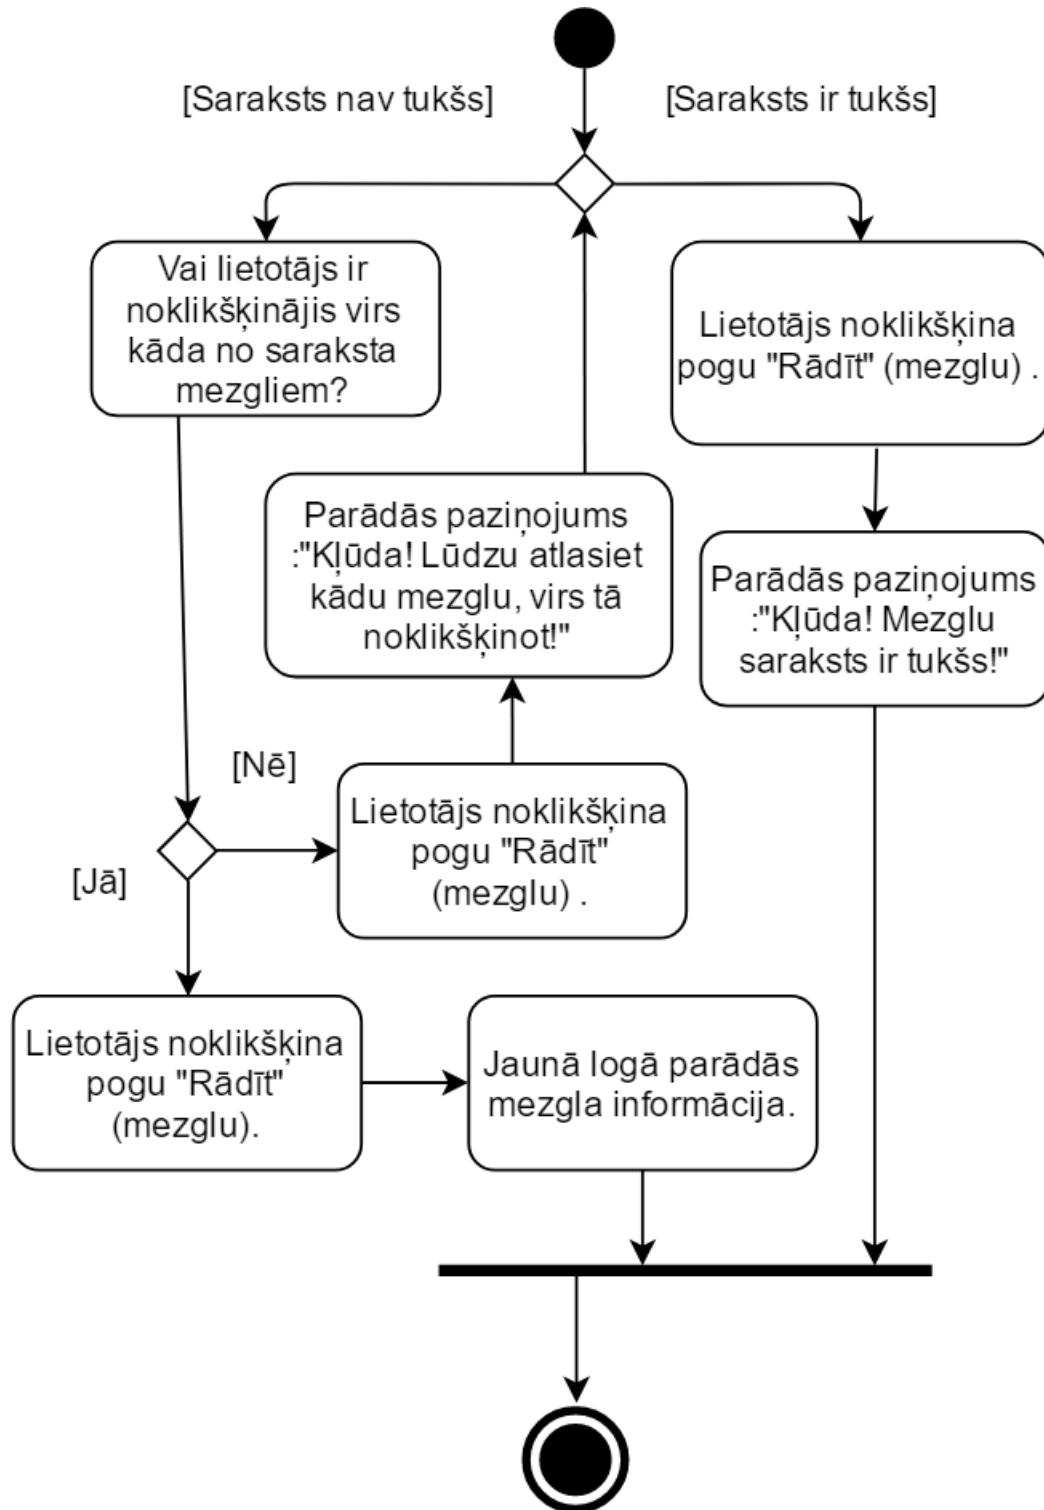 [Saraksts nav tukšs]
[Saraksts ir tukšs]
Vai lietotājs ir
noklikšķinājis virs
kāda no saraksta
mezgliem?
Lietotājs noklikšķina
pogu "Rādīt" (mezglu) .
Parādās paziņojums
:"Kļūda! Lūdzu atlasiet
kādu mezglu, virs tā
noklikšķinot!"
Parādās paziņojums
:"Kļūda! Mezglu
saraksts ir tukšs!"
[Nē]
Lietotājs noklikšķina
pogu "Rādīt"
(mezglu) .
[Jā]
Lietotājs noklikšķina
pogu "Rādīt"
(mezglu).
Jaunā logā parādās
mezgla informācija.